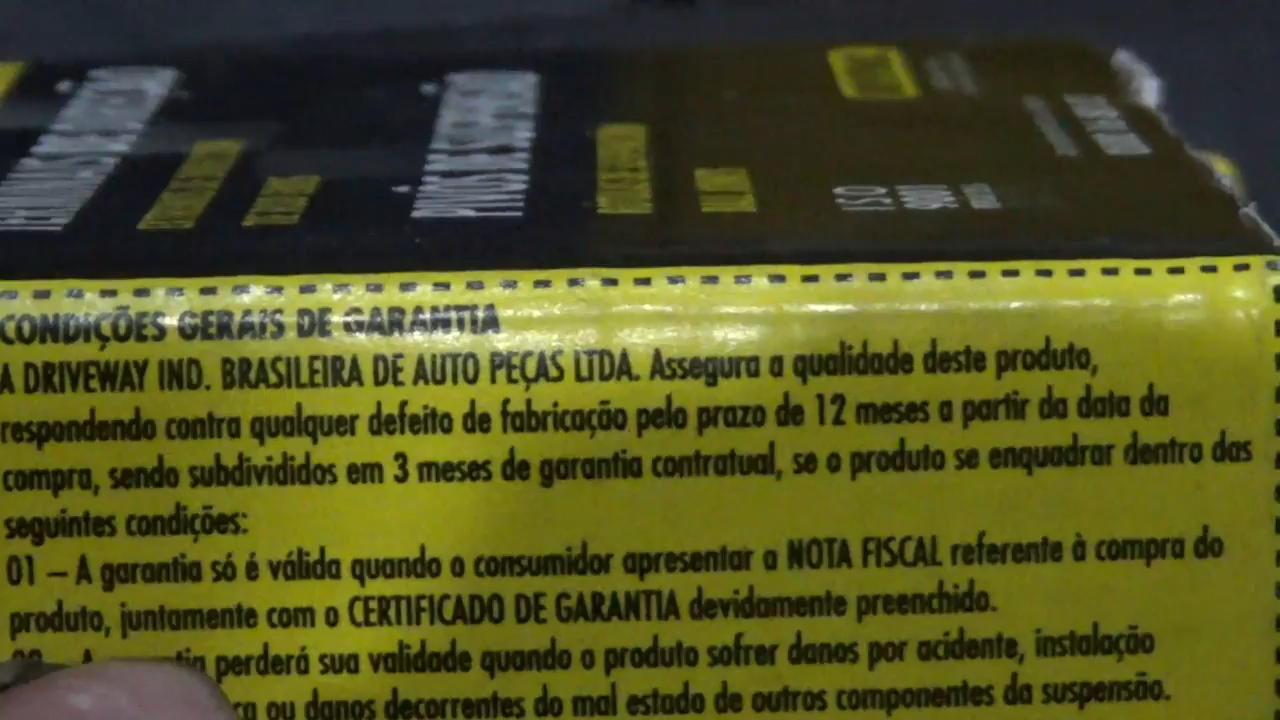 ISO
CONDIÇÕES GERAIS DE GARANTIA
A DRIVEWAY IND. BRASILEIRA DE AUTO PEÇAS LTDA. Assegura a qualidade deste produto,
respondendo contra qualquer defeito de fabricação pelo prazo de 12 meses a partir da data da
compra, sendo subdivididos em 3 meses de garantia contratual, se o produto se enquadrar dentro das
seguintes condições:
01 – A garantia só é válida quando o consumidor apresentar a NOTA FISCAL referente à compra do
produto, juntamente com o CERTIFICADO DE GARANTIA devidamente preenchido.
perderá sua validade quando o produto sofrer danos por acidente, instalação
ou danos decorrentes do mal estado de outros componentes da suspensão.